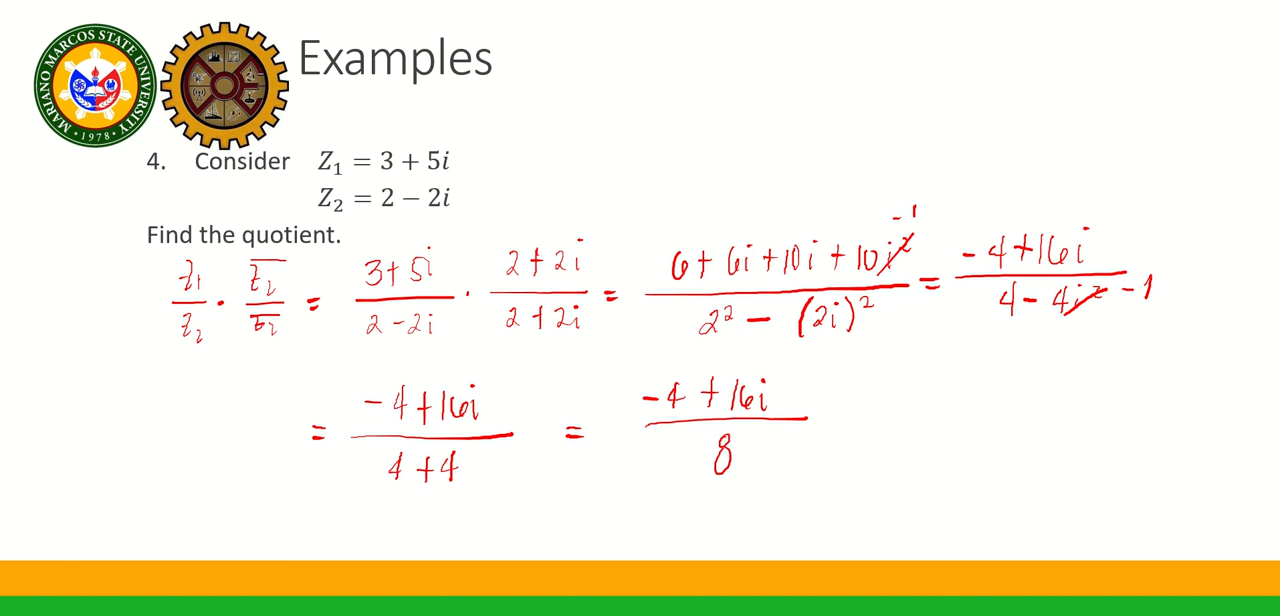 MARIANO MARCOS STATE UNIVERSITY
• 1978 •
Examples
4. Consider Z₁ = 3 + 5i
Z₂ = 2 − 2i
Find the quotient.
Z₁/Z₂ · Z̅₂/Z̅₂ = (3 + 5i)/(2 − 2i) · (2 + 2i)/(2 + 2i) = (6 + 6i + 10i + 10i²)/(2² − (2i)²) = (−4 + 16i)/(4 − 4i²)
−1
−1
= (−4 + 16i)/(4 + 4) = (−4 + 16i)/8